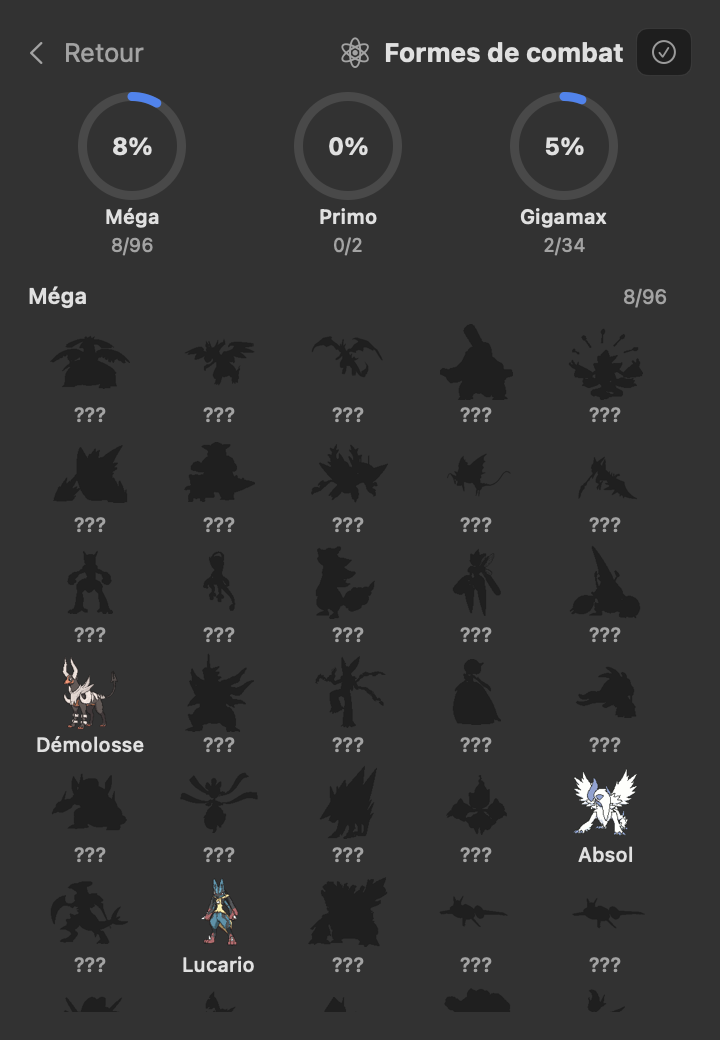 Retour
Formes de combat
8% 0% 5%
Méga Primo Gigamax
8/96 0/2 2/34
Méga 8/96
??? ??? ??? ??? ???
??? ??? ??? ??? ???
??? ??? ??? ??? ???
Démolosse ??? ??? ??? ???
??? ??? ??? ??? Absol
??? Lucario ??? ??? ???